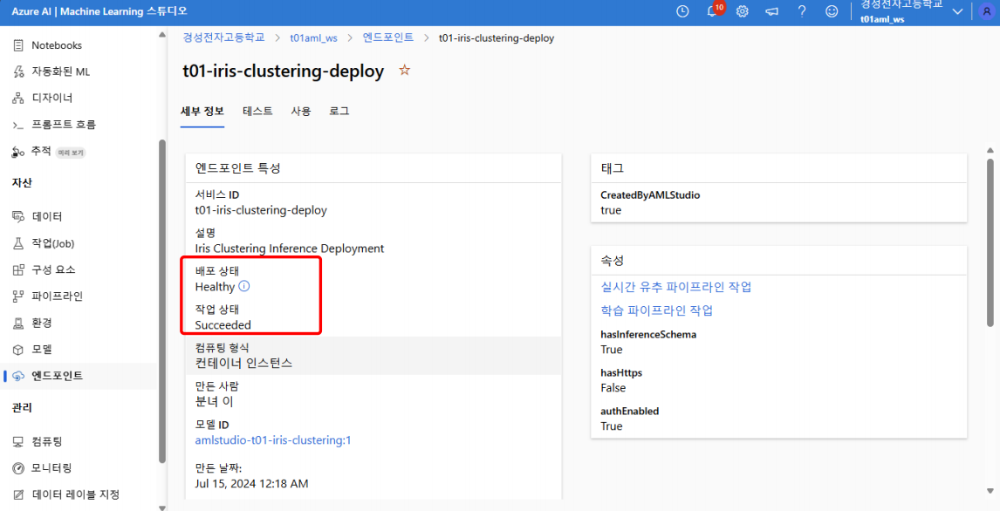 Azure AI | Machine Learning 스튜디오
10
경성전자고등학교
t01aml_ws
Notebooks
자동화된 ML
디자이너
프롬프트 흐름
추적 미리 보기
자산
데이터
작업(Job)
구성 요소
파이프라인
환경
모델
엔드포인트
관리
컴퓨팅
모니터링
데이터 레이블 지정
경성전자고등학교 > t01aml_ws > 엔드포인트 > t01-iris-clustering-deploy
t01-iris-clustering-deploy
세부 정보 테스트 사용 로그
엔드포인트 특성
서비스 ID
t01-iris-clustering-deploy
설명
Iris Clustering Inference Deployment
배포 상태
Healthy
작업 상태
Succeeded
컴퓨팅 형식
컨테이너 인스턴스
만든 사람
분녀 이
모델 ID
amlstudio-t01-iris-clustering:1
만든 날짜:
Jul 15, 2024 12:18 AM
태그
CreatedByAMLStudio
true
속성
실시간 유추 파이프라인 작업
학습 파이프라인 작업
hasInferenceSchema
True
hasHttps
False
authEnabled
True